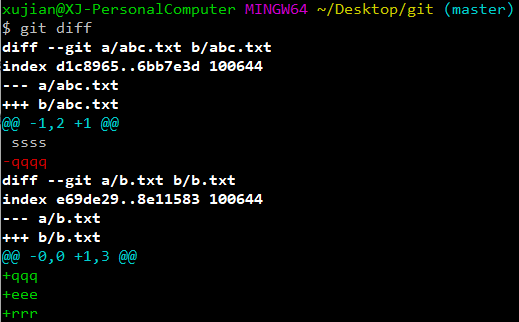 xujian@XJ-PersonalComputer MINGW64 ~/Desktop/git (master)
$ git diff
diff --git a/abc.txt b/abc.txt
index d1c8965..6bb7e3d 100644
--- a/abc.txt
+++ b/abc.txt
@@ -1,2 +1 @@
 ssss
-qqqq
diff --git a/b.txt b/b.txt
index e69de29..8e11583 100644
--- a/b.txt
+++ b/b.txt
@@ -0,0 +1,3 @@
+qqq
+eee
+rrr